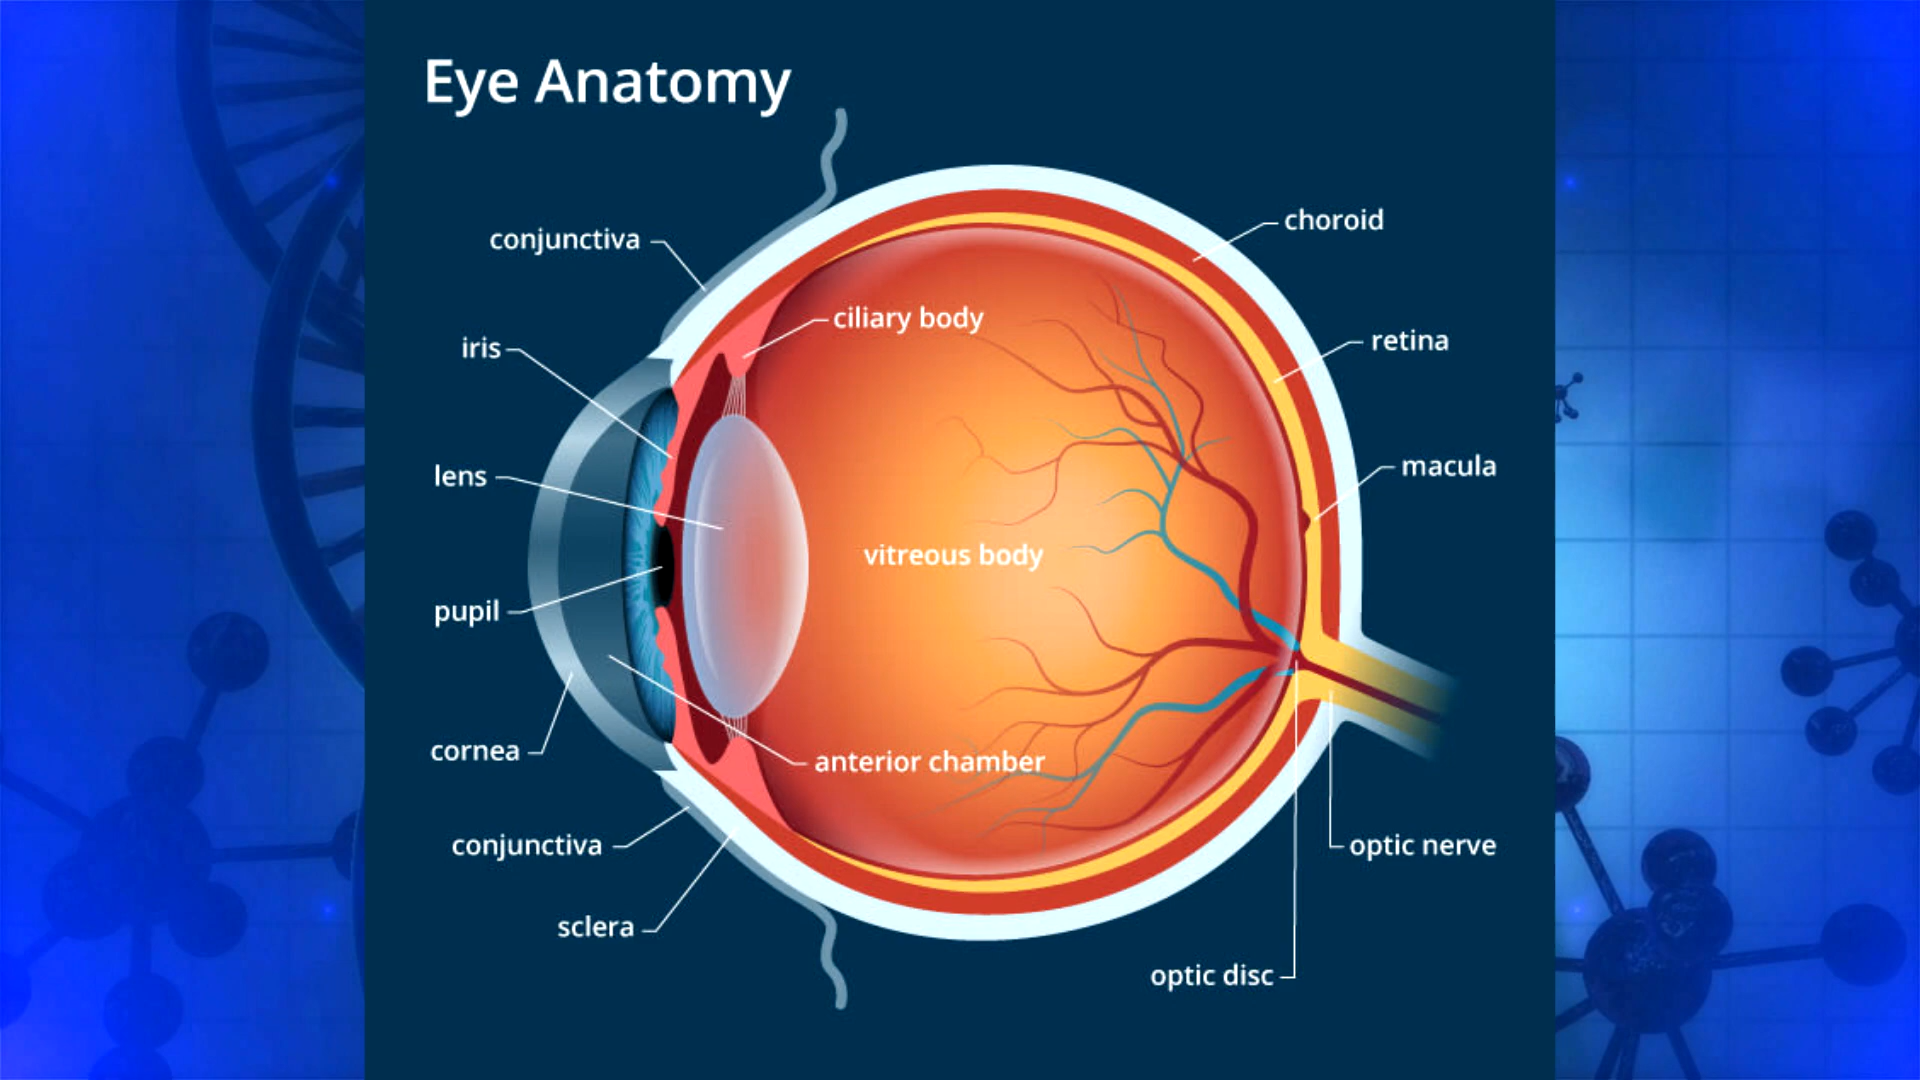 Eye Anatomy
conjunctiva
choroid
ciliary body
iris
retina
macula
lens
vitreous body
pupil
cornea
anterior chamber
conjunctiva
optic nerve
sclera
optic disc